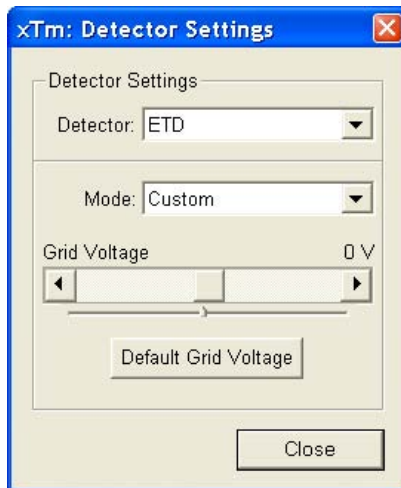 xTm: Detector Settings
Detector Settings
Detector: ETD
Mode: Custom
Grid Voltage 0 V
Default Grid Voltage
Close